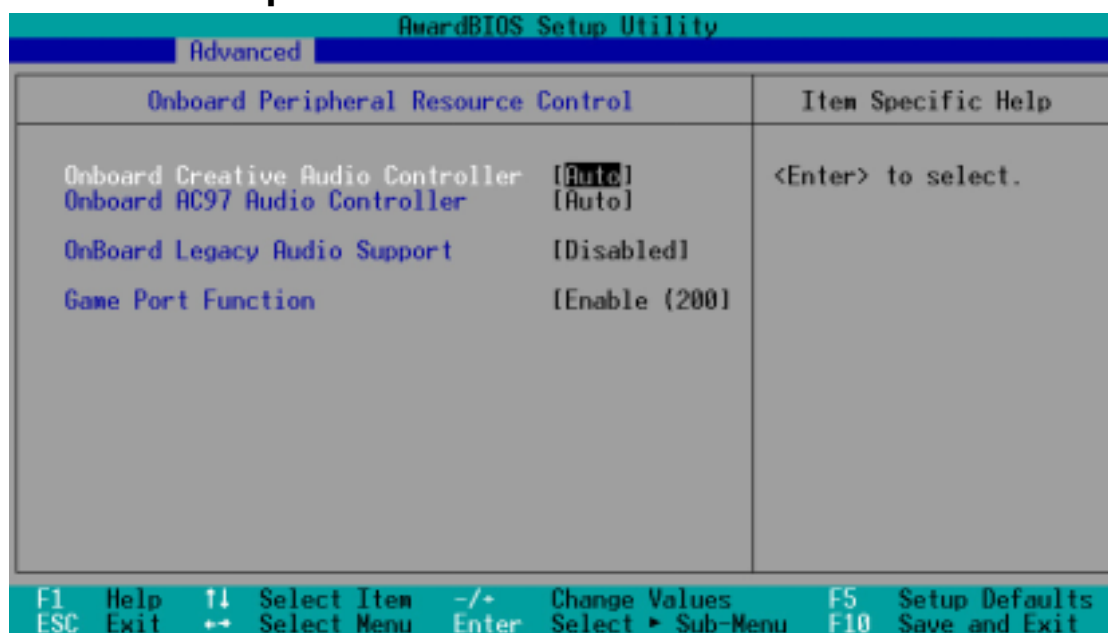 AwardBIOS Setup Utility
Advanced
Onboard Peripheral Resource Control
Item Specific Help
Onboard Creative Audio Controller [Auto]
<Enter> to select.
Onboard AC97 Audio Controller [Auto]
OnBoard Legacy Audio Support [Disabled]
Game Port Function [Enable (200]
F1 Help ↑↓ Select Item -/+ Change Values F5 Setup Defaults
ESC Exit ←→ Select Menu Enter Select ► Sub-Menu F10 Save and Exit